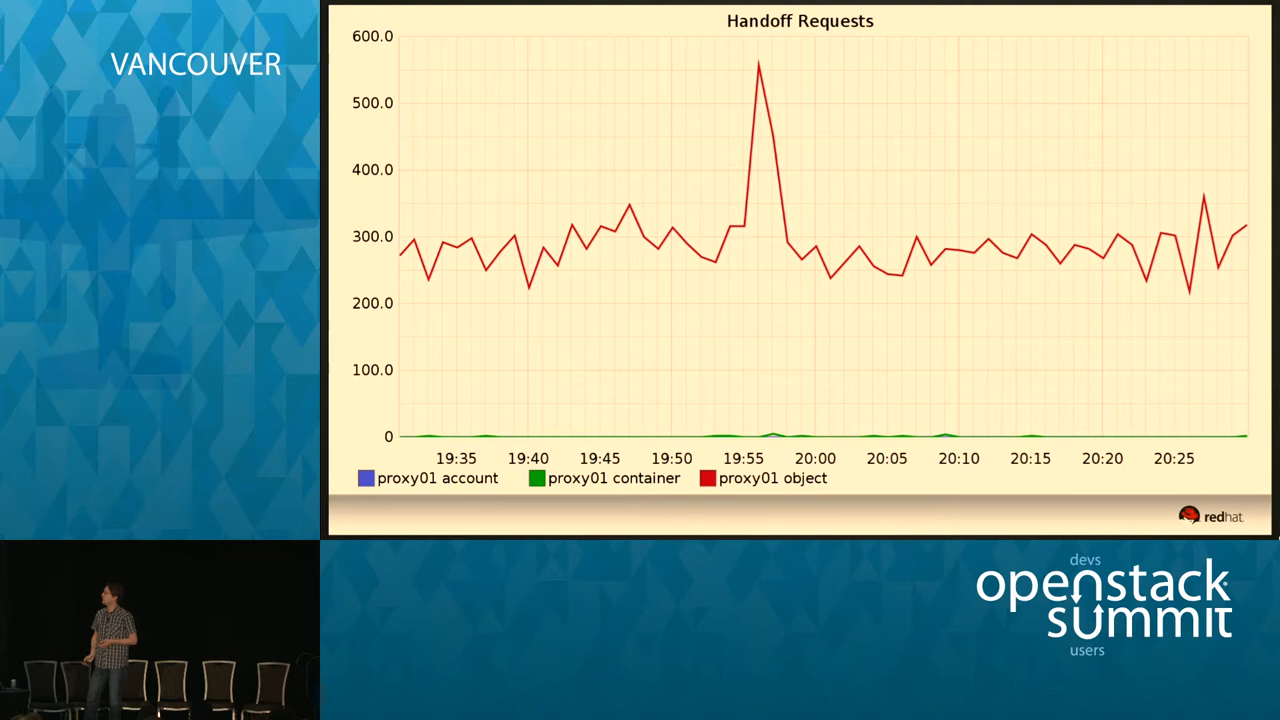 VANCOUVER
Handoff Requests
600.0
500.0
400.0
300.0
200.0
100.0
0
19:35 19:40 19:45 19:50 19:55 20:00 20:05 20:10 20:15 20:20 20:25
proxy01 account proxy01 container proxy01 object
redhat.
devs
openstack
summit
users